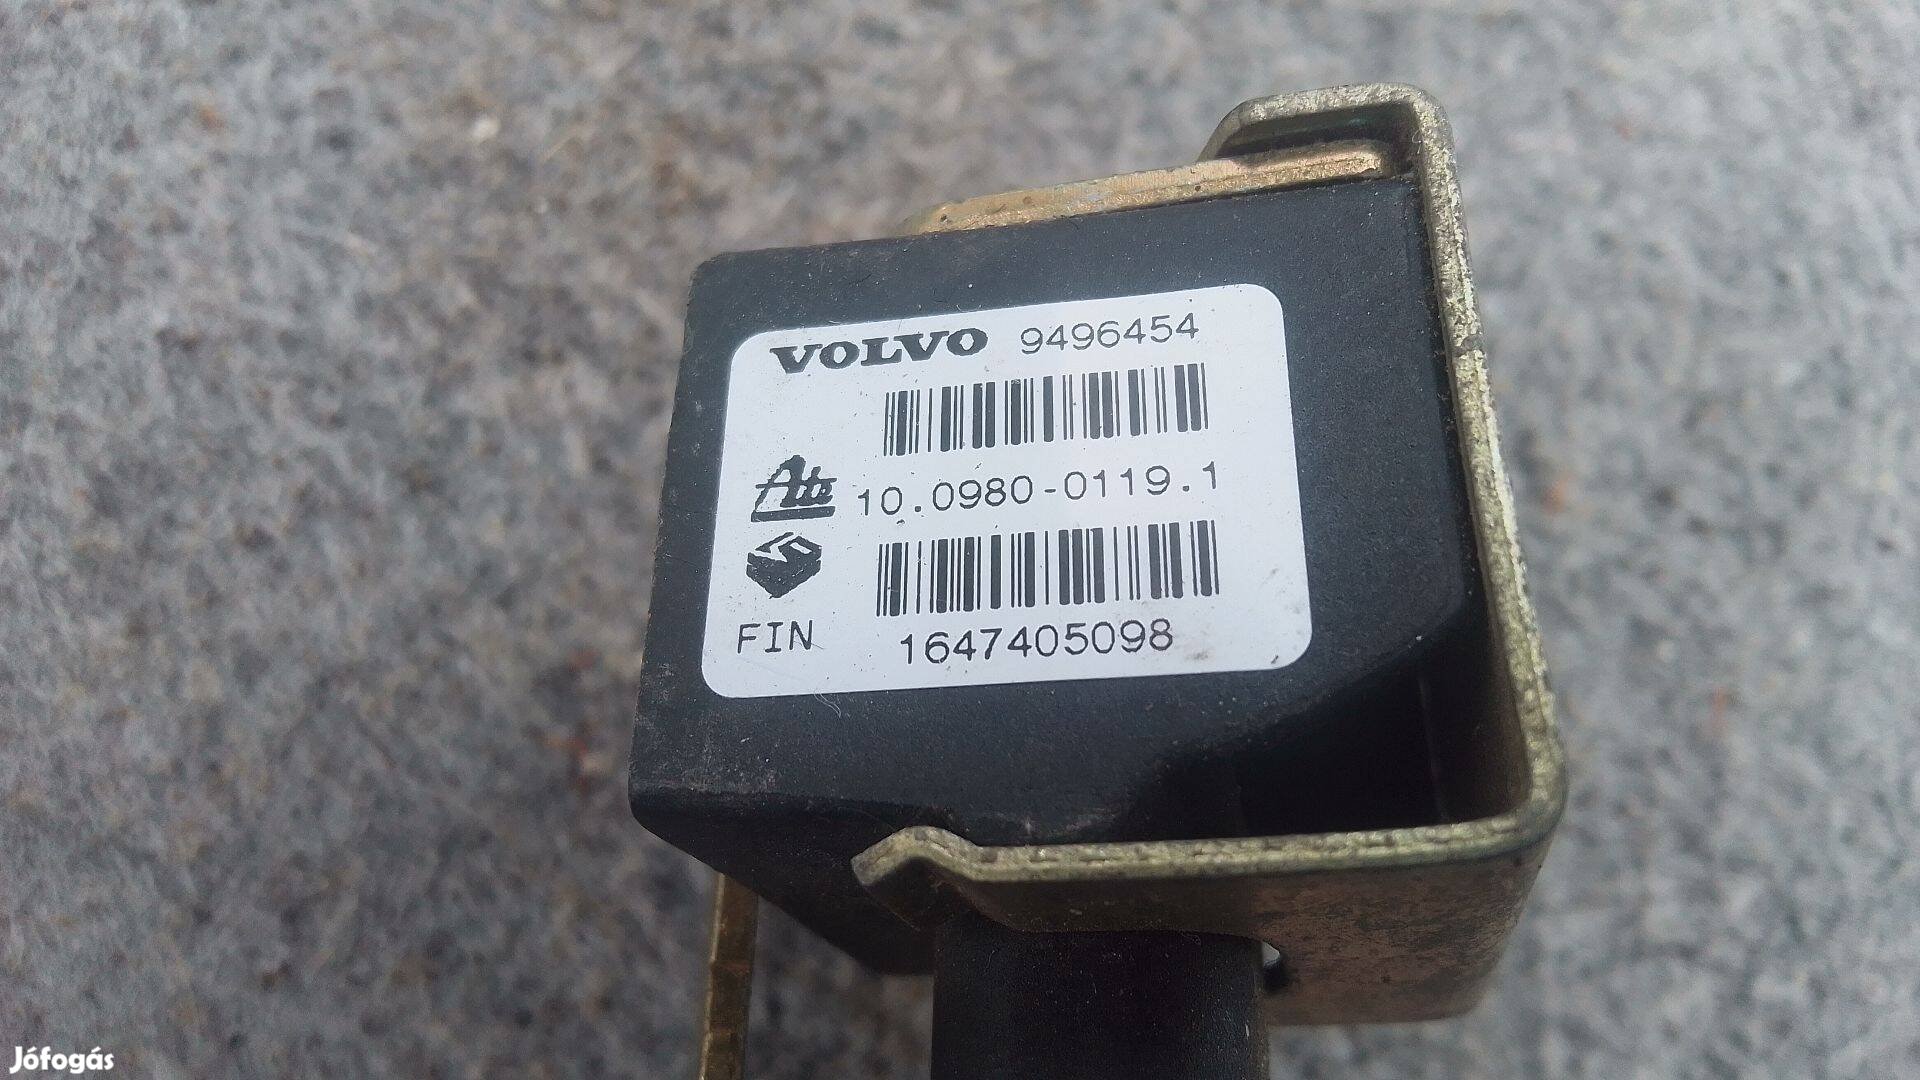 VOLVO 9496454
Ate 10.0980-0119.1
FIN 1647405098
Jófogás